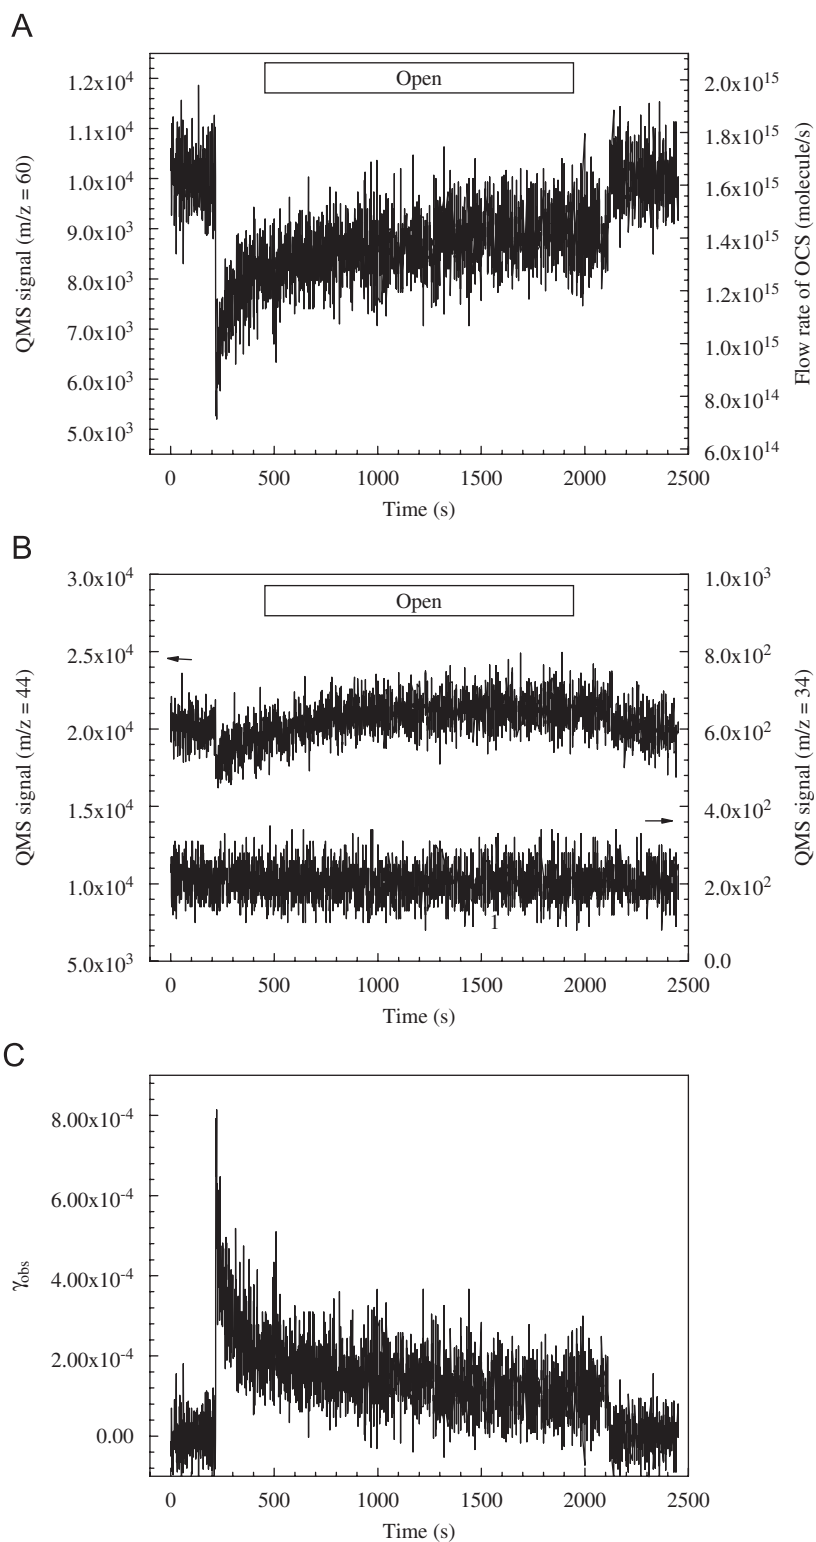 A
Open
1.2x10⁴
1.1x10⁴
1.0x10⁴
9.0x10³
8.0x10³
7.0x10³
6.0x10³
5.0x10³
QMS signal (m/z = 60)
2.0x10¹⁵
1.8x10¹⁵
1.6x10¹⁵
1.4x10¹⁵
1.2x10¹⁵
1.0x10¹⁵
8.0x10¹⁴
6.0x10¹⁴
Flow rate of OCS (molecule/s)
0 500 1000 1500 2000 2500
Time (s)
B
Open
3.0x10⁴
2.5x10⁴
2.0x10⁴
1.5x10⁴
1.0x10⁴
5.0x10³
QMS signal (m/z = 44)
1.0x10³
8.0x10²
6.0x10²
4.0x10²
2.0x10²
0.0
QMS signal (m/z = 34)
1
0 500 1000 1500 2000 2500
Time (s)
C
8.00x10⁻⁴
6.00x10⁻⁴
4.00x10⁻⁴
2.00x10⁻⁴
0.00
γobs
0 500 1000 1500 2000 2500
Time (s)